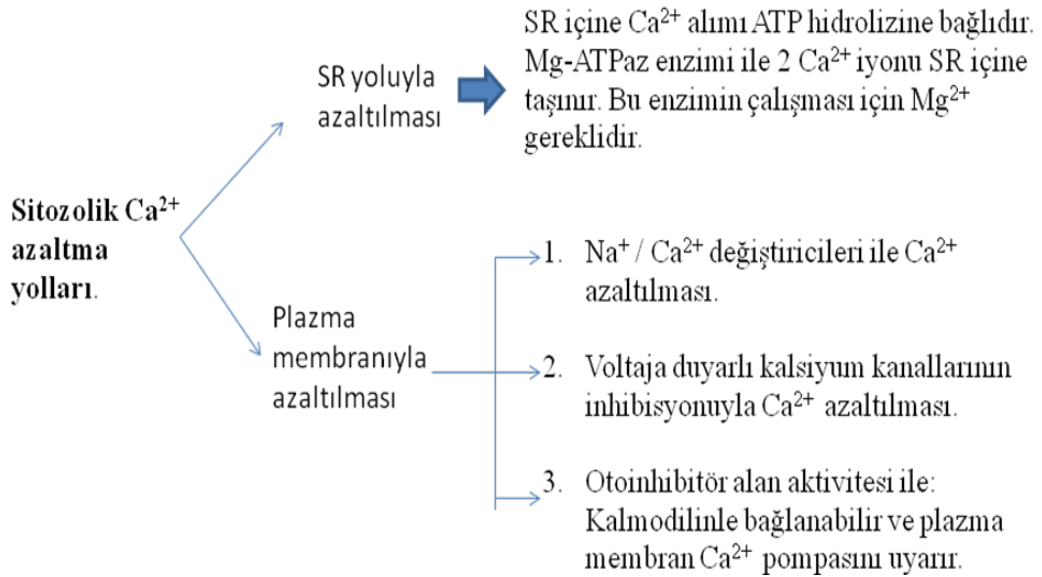 Sitozolik Ca²⁺
azaltma
yolları.
SR yoluyla
azaltılması
SR içine Ca²⁺ alımı ATP hidrolizine bağlıdır.
Mg-ATPaz enzimi ile 2 Ca²⁺ iyonu SR içine
taşınır. Bu enzimin çalışması için Mg²⁺
gereklidir.
Plazma
membranıyla
azaltılması
1. Na⁺ / Ca²⁺ değiştiricileri ile Ca²⁺
azaltılması.
2. Voltaja duyarlı kalsiyum kanallarının
inhibisyonuyla Ca²⁺ azaltılması.
3. Otoinhibitör alan aktivitesi ile:
Kalmodilinle bağlanabilir ve plazma
membran Ca²⁺ pompasını uyarır.